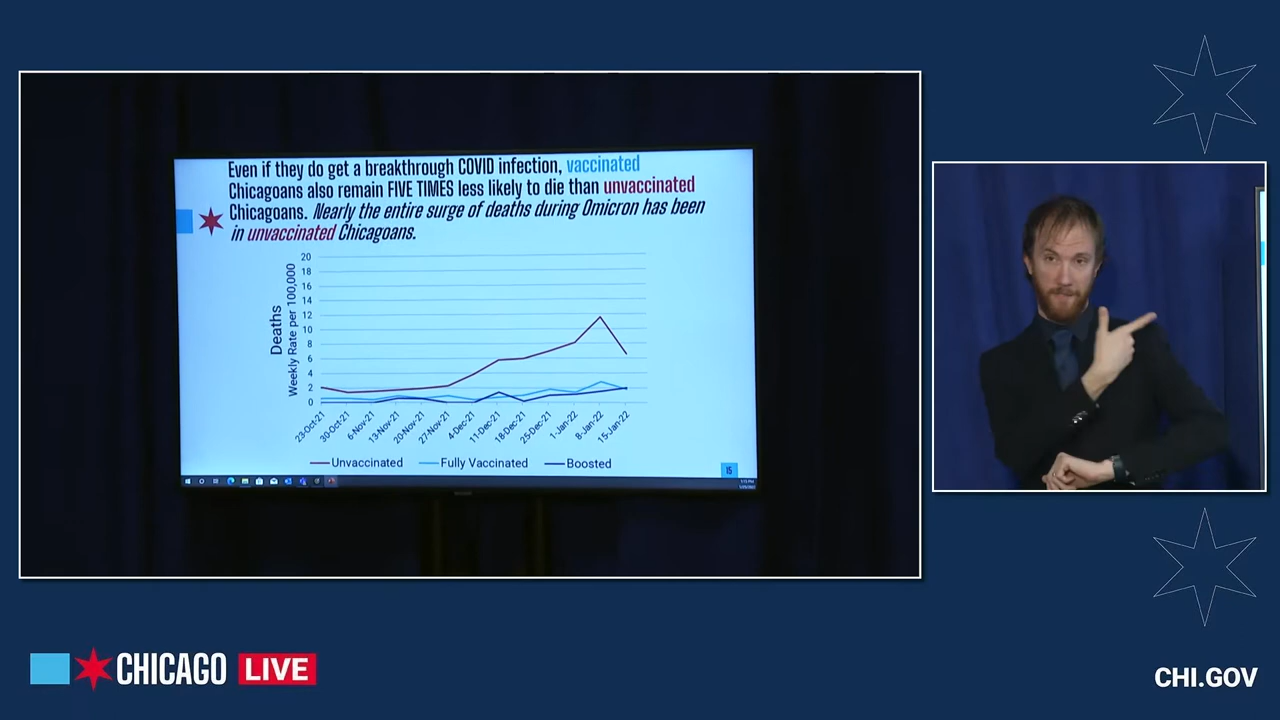 Even if they do get a breakthrough COVID infection, vaccinated
Chicagoans also remain FIVE TIMES less likely to die than unvaccinated
Chicagoans. Nearly the entire surge of deaths during Omicron has been
in unvaccinated Chicagoans.
Deaths
Weekly Rate per 100,000
20
18
16
14
12
10
8
6
4
2
0
23-Oct-21
30-Oct-21
6-Nov-21
13-Nov-21
20-Nov-21
27-Nov-21
4-Dec-21
11-Dec-21
18-Dec-21
25-Dec-21
1-Jan-22
8-Jan-22
15-Jan-22
Unvaccinated Fully Vaccinated Boosted
15
CHICAGO LIVE
CHI.GOV